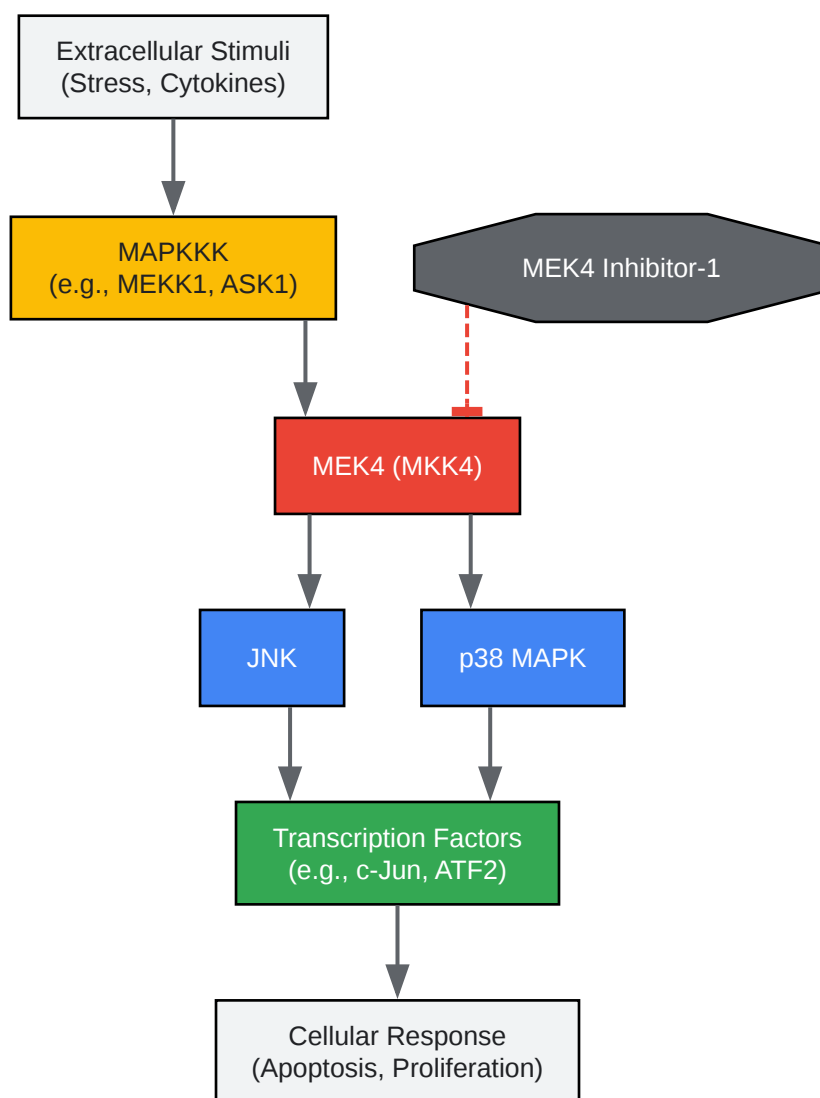 Extracellular Stimuli
(Stress, Cytokines)
MAPKKK
(e.g., MEKK1, ASK1)
MEK4 Inhibitor-1
MEK4 (MKK4)
JNK
p38 MAPK
Transcription Factors
(e.g., c-Jun, ATF2)
Cellular Response
(Apoptosis, Proliferation)